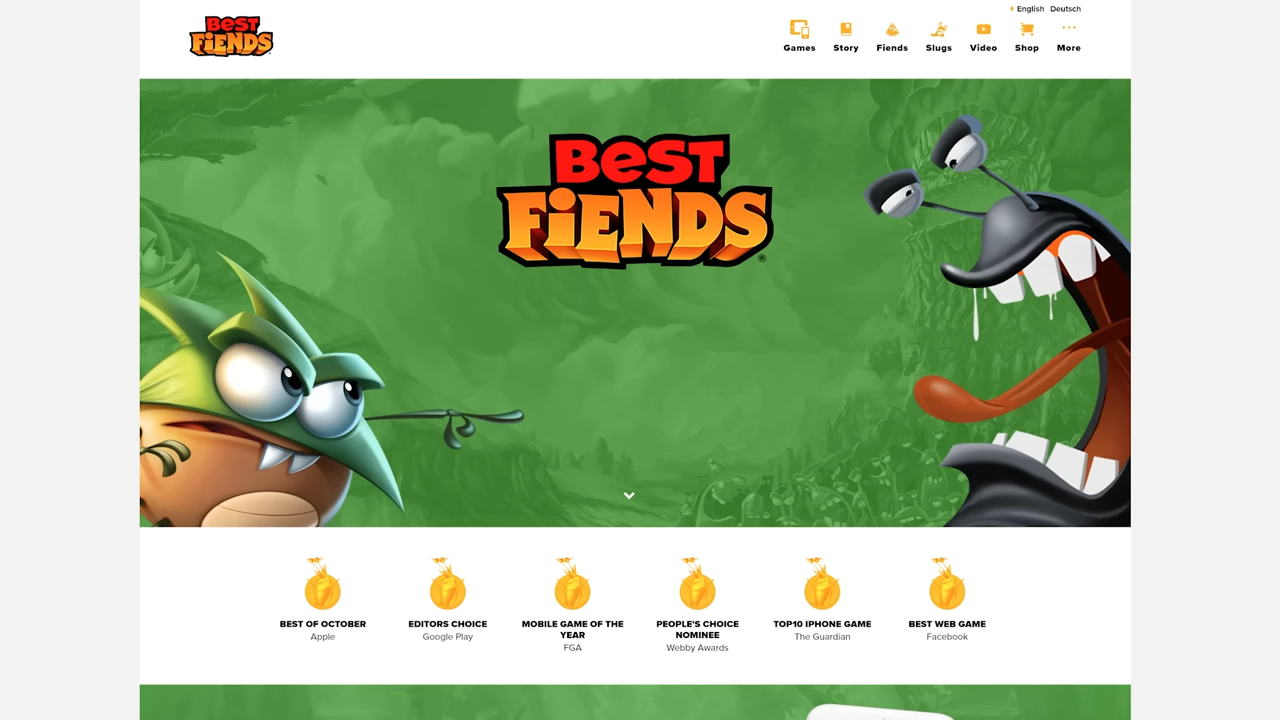 BEST
FIENDS
English Deutsch
Games Story Fiends Slugs Video Shop More
BEST
FIENDS
®
BEST OF OCTOBER
Apple
EDITORS CHOICE
Google Play
MOBILE GAME OF THE
YEAR
FGA
PEOPLE'S CHOICE
NOMINEE
Webby Awards
TOP10 IPHONE GAME
The Guardian
BEST WEB GAME
Facebook